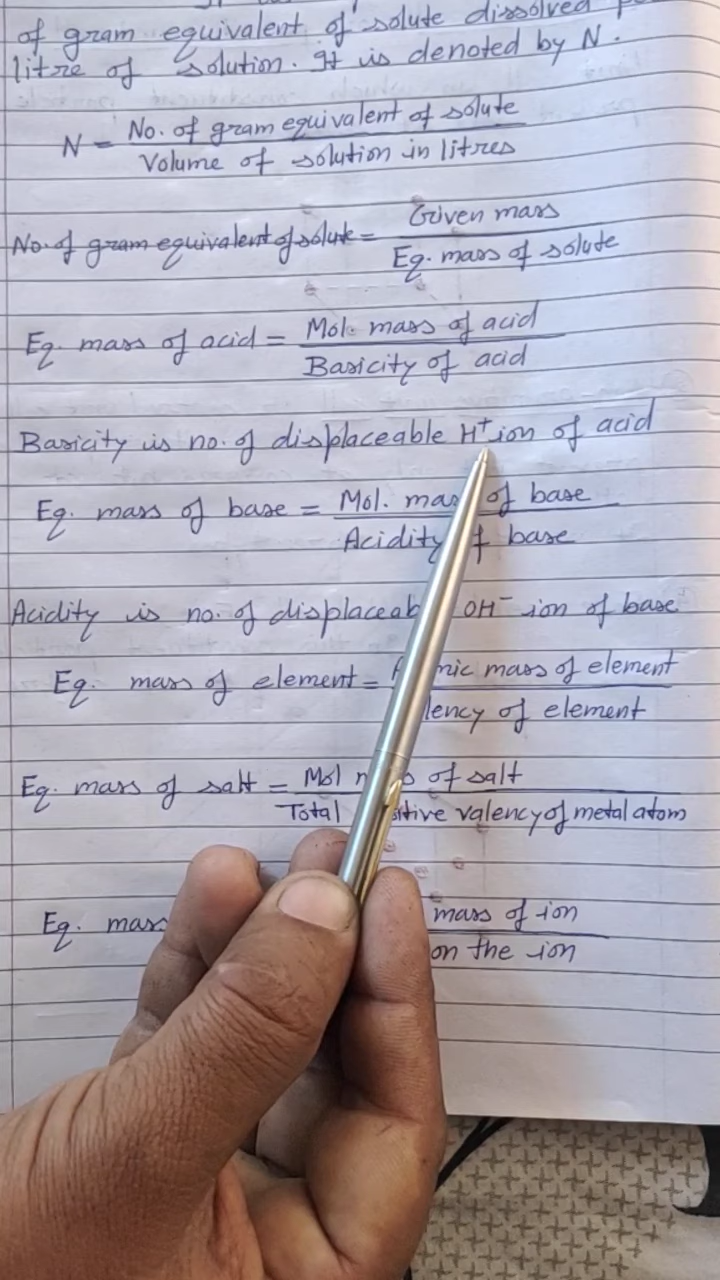 of gram equivalent of solute dissolved
litre of solution. It is denoted by N.
N = No. of gram equivalent of solute
Volume of solution in litres
No. of gram equivalent of solute = Given mass
Eq. mass of solute
Eq. mass of acid = Mol. mass of acid
Basicity of acid
Basicity is no. of displaceable H⁺ ion of acid
Eq. mass of base = Mol. mas of base
Acidity of base
Acidity is no. of displaceab OH⁻ ion of base
Eq. mass of element = mic mass of element
lency of element
Eq. mass of salt = Mol of salt
Total itive valency of metal atom
Eq. mass mass of ion
on the ion